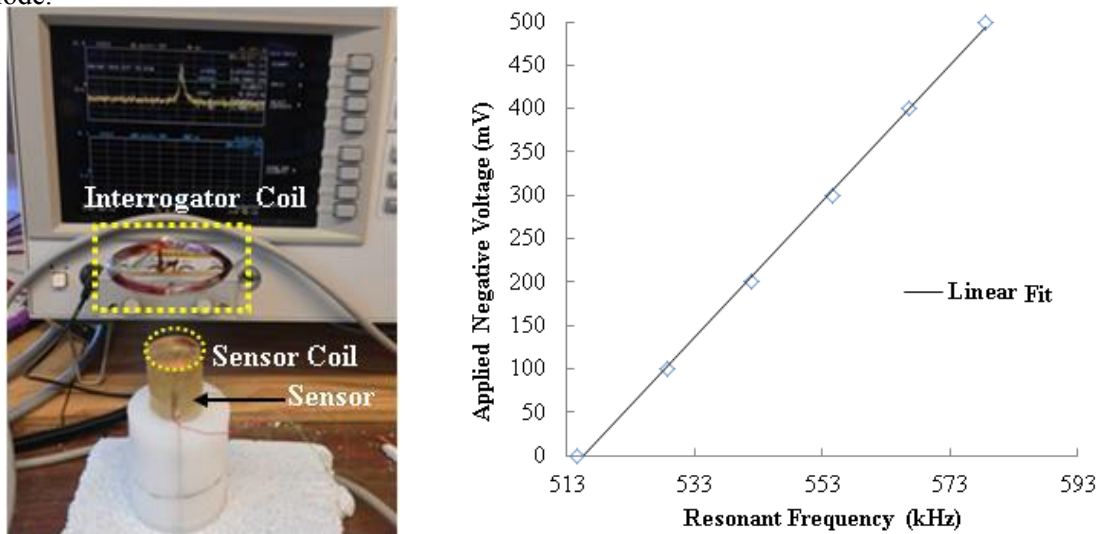 Interrogator Coil
Sensor Coil
Sensor
Applied Negative Voltage (mV)
500
450
400
350
300
250
200
150
100
50
0
513
533
553
573
593
Resonant Frequency (kHz)
Linear Fit